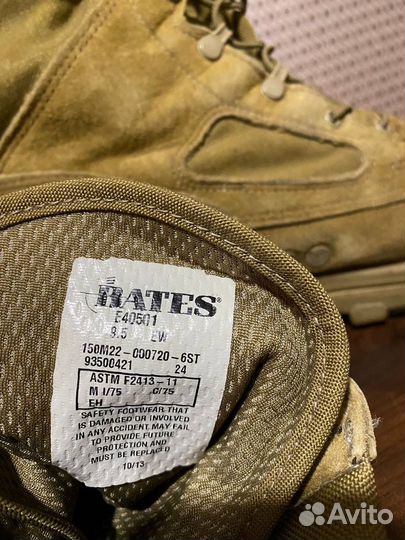 BATES
E40501
9.5 EW
150M22-000720-6ST
93500421 24
ASTM F2413-11
M I/75 C/75
EH
SAFETY FOOTWEAR THAT
IS DAMAGED OR INVOLVED
IN ANY ACCIDENT MAY FAIL
TO PROVIDE FUTURE
PROTECTION AND
MUST BE REPLACED
10/13
Avito